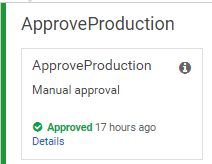 ApproveProduction
ApproveProduction
Manual approval
Approved 17 hours ago
Details